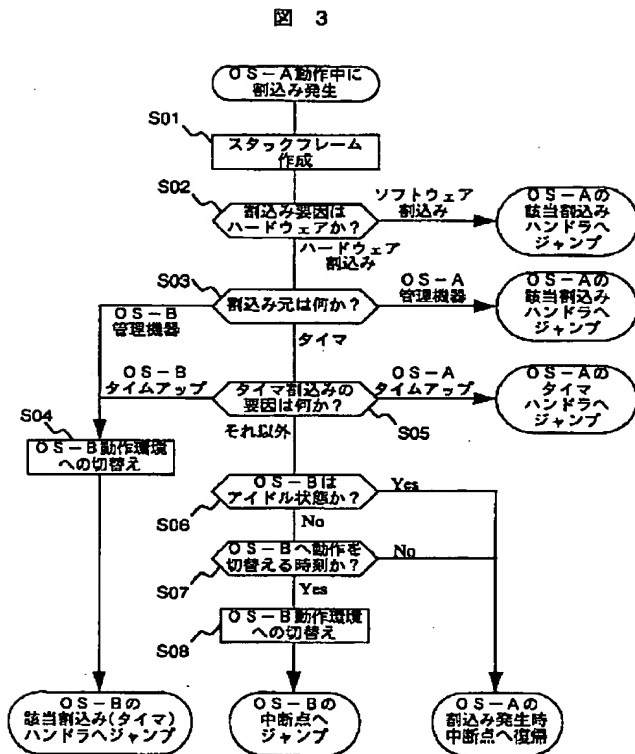 図 3
OS-A動作中に
割込み発生
S01
スタックフレーム
作成
S02
割込み要因は
ハードウェアか?
ソフトウェア
割込み
OS-Aの
該当割込み
ハンドラへ
ジャンプ
ハードウェア
割込み
S03
割込み元は何か?
OS-B
管理機器
OS-A
管理機器
OS-Aの
該当割込み
ハンドラへ
ジャンプ
タイマ
OS-B
タイムアップ
タイマ割込みの
要因は何か?
OS-A
タイムアップ
OS-Aの
タイマ
ハンドラへ
ジャンプ
S04
S05
OS-B動作環境
への切替え
それ以外
OS-Bは
アイドル状態か?
Yes
S06
No
OS-Bへ動作を
切替える時刻か?
No
S07
Yes
OS-B動作環境
への切替え
S08
OS-Bの
該当割込み(タイマ)
ハンドラへジャンプ
OS-Bの
中断点へ
ジャンプ
OS-Aの
割込み発生時
中断点へ復帰